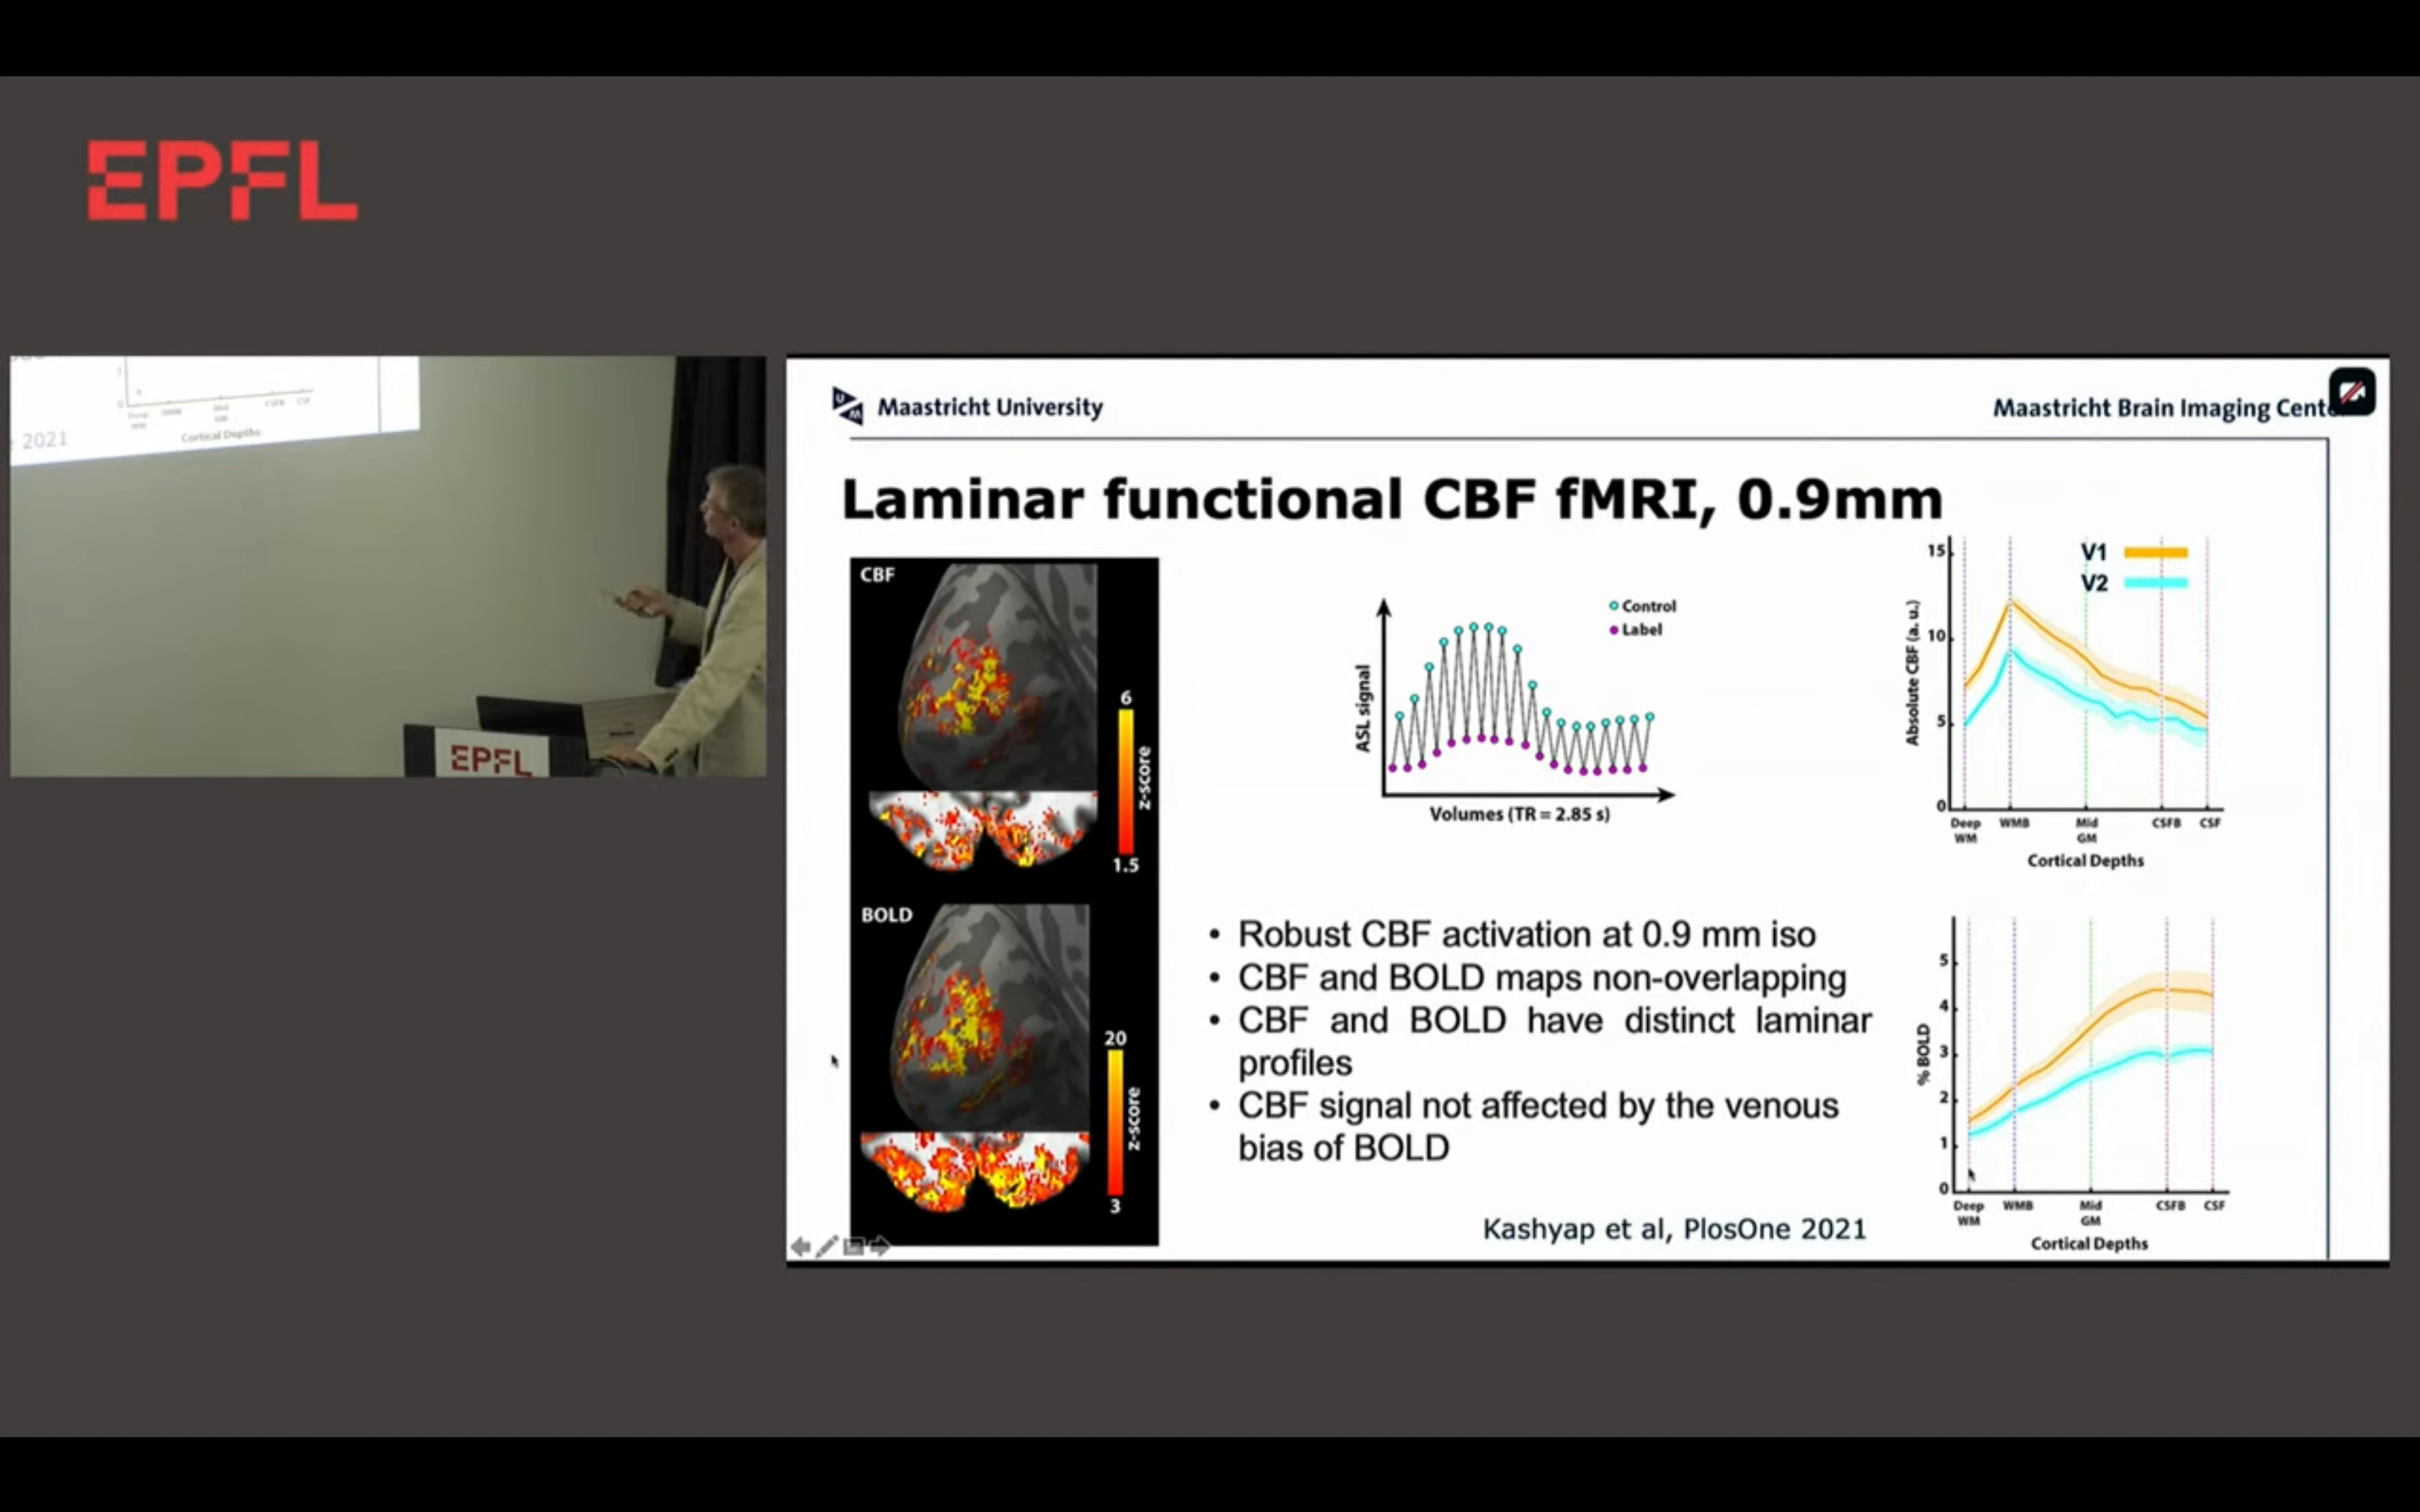 EPFL
2021
Cortical Depths
EPFL
Maastricht University
Maastricht Brain Imaging Cent
Laminar functional CBF fMRI, 0.9mm
CBF
6
z-score
1.5
BOLD
20
z-score
3
ASL signal
Control
Label
Volumes (TR = 2.85 s)
• Robust CBF activation at 0.9 mm iso
• CBF and BOLD maps non-overlapping
• CBF and BOLD have distinct laminar
profiles
• CBF signal not affected by the venous
bias of BOLD
Kashyap et al, PlosOne 2021
V1
V2
Absolute CBF (a. u.)
15
10
5
0
Deep WM
WMB
Mid GM
CSFB
CSF
Cortical Depths
% BOLD
5
4
3
2
1
0
Deep WM
WMB
Mid GM
CSFB
CSF
Cortical Depths